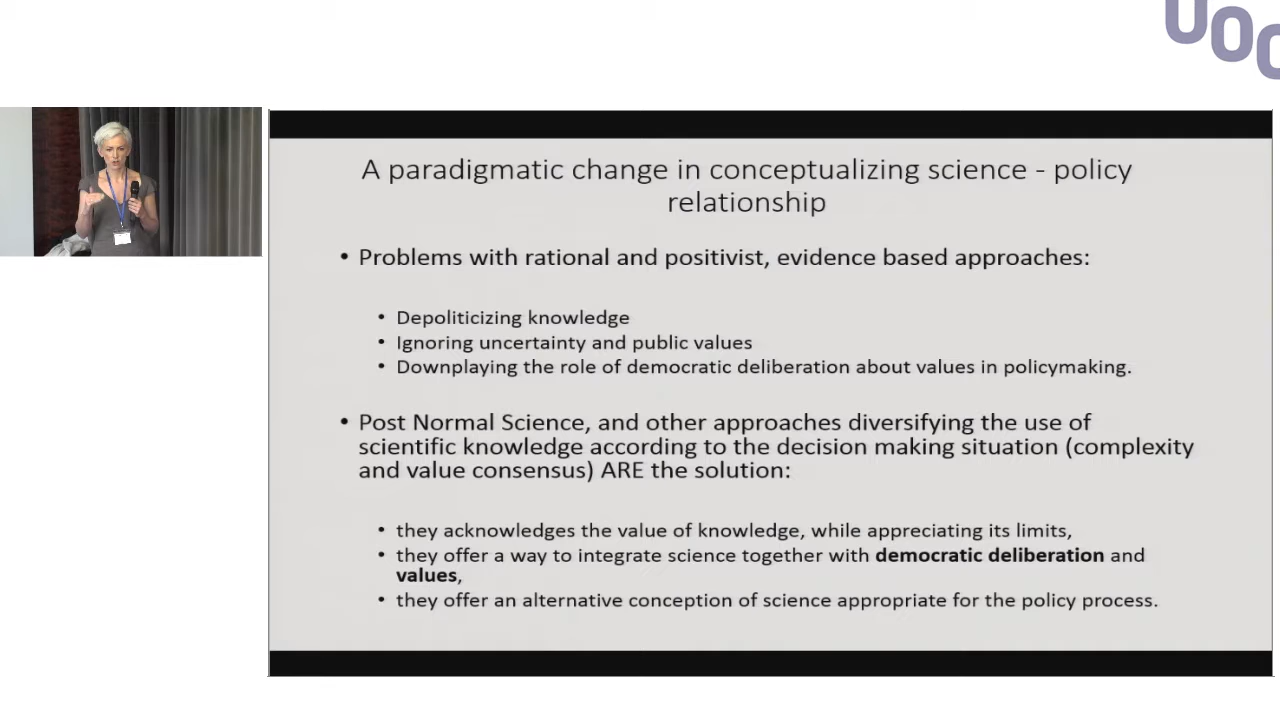 UOC
A paradigmatic change in conceptualizing science - policy
relationship
• Problems with rational and positivist, evidence based approaches:
• Depoliticizing knowledge
• Ignoring uncertainty and public values
• Downplaying the role of democratic deliberation about values in policymaking.
• Post Normal Science, and other approaches diversifying the use of
scientific knowledge according to the decision making situation (complexity
and value consensus) ARE the solution:
• they acknowledges the value of knowledge, while appreciating its limits,
• they offer a way to integrate science together with democratic deliberation and
values,
• they offer an alternative conception of science appropriate for the policy process.